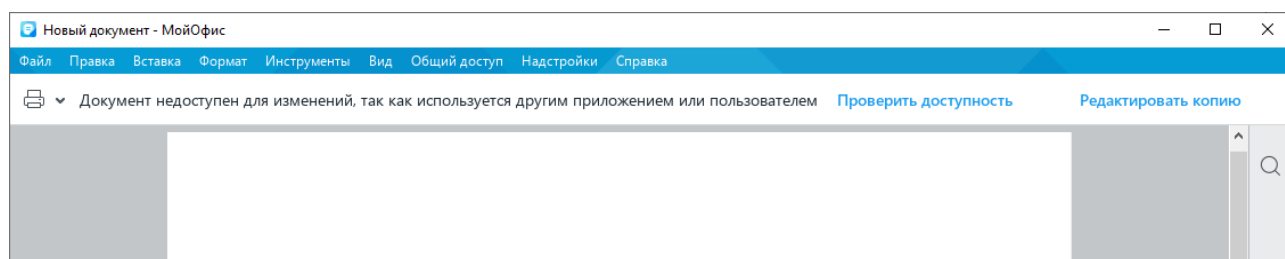 Новый документ - МойОфис
Файл Правка Вставка Формат Инструменты Вид Общий доступ Надстройки Справка
Документ недоступен для изменений, так как используется другим приложением или пользователем Проверить доступность Редактировать копию